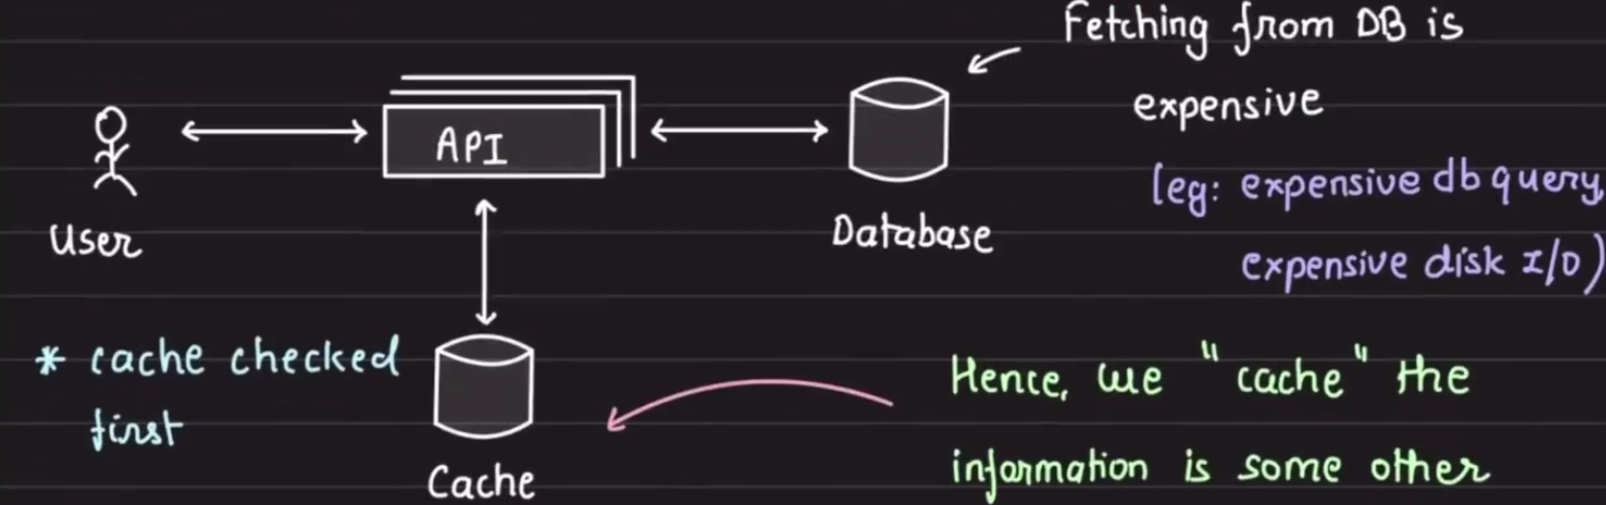 Fetching from DB is
expensive
(eg: expensive db query,
expensive disk I/O)
API
User
Database
* cache checked
first
Cache
Hence, we "cache" the
information is some other